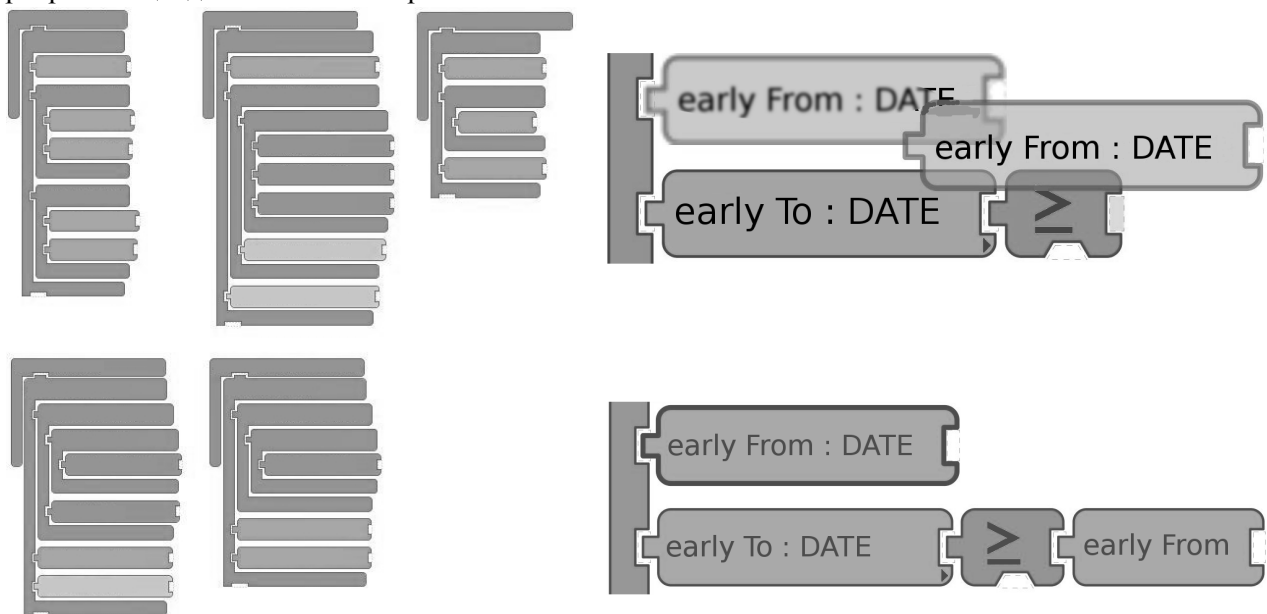 early From : DATE
early From : DATE
early To : DATE ≥
early From : DATE
early To : DATE ≥ early From